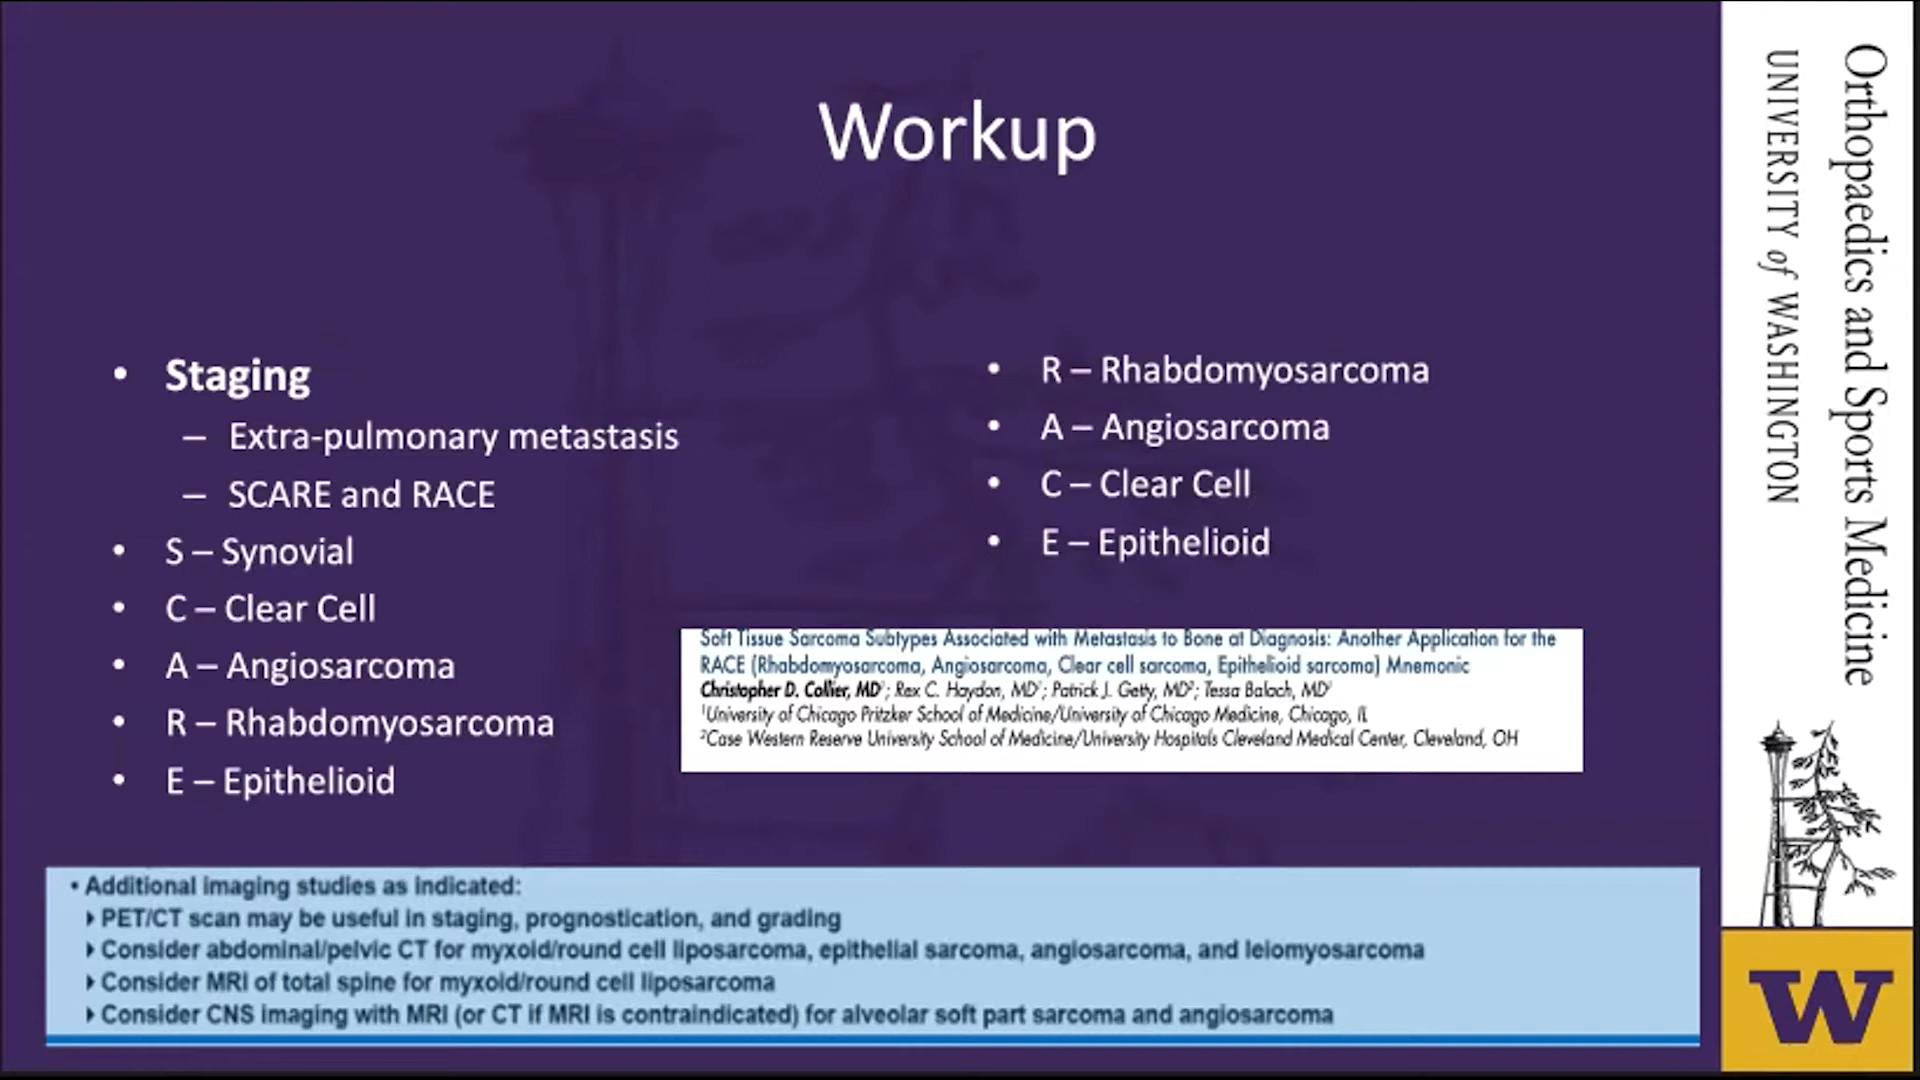 Workup
• Staging
– Extra-pulmonary metastasis
– SCARE and RACE
• S – Synovial
• C – Clear Cell
• A – Angiosarcoma
• R – Rhabdomyosarcoma
• E – Epithelioid
• R – Rhabdomyosarcoma
• A – Angiosarcoma
• C – Clear Cell
• E – Epithelioid
Soft Tissue Sarcoma Subtypes Associated with Metastasis to Bone at Diagnosis: Another Application for the
RACE (Rhabdomyosarcoma, Angiosarcoma, Clear cell sarcoma, Epithelioid sarcoma) Mnemonic
Christopher D. Collier, MD¹; Rex C. Haydon, MD¹; Patrick J. Getty, MD²; Tessa Balach, MD¹
¹University of Chicago Pritzker School of Medicine/University of Chicago Medicine, Chicago, IL
²Case Western Reserve University School of Medicine/University Hospitals Cleveland Medical Center, Cleveland, OH
• Additional imaging studies as indicated:
▸ PET/CT scan may be useful in staging, prognostication, and grading
▸ Consider abdominal/pelvic CT for myxoid/round cell liposarcoma, epithelial sarcoma, angiosarcoma, and leiomyosarcoma
▸ Consider MRI of total spine for myxoid/round cell liposarcoma
▸ Consider CNS imaging with MRI (or CT if MRI is contraindicated) for alveolar soft part sarcoma and angiosarcoma
Orthopaedics and Sports Medicine
UNIVERSITY of WASHINGTON
W